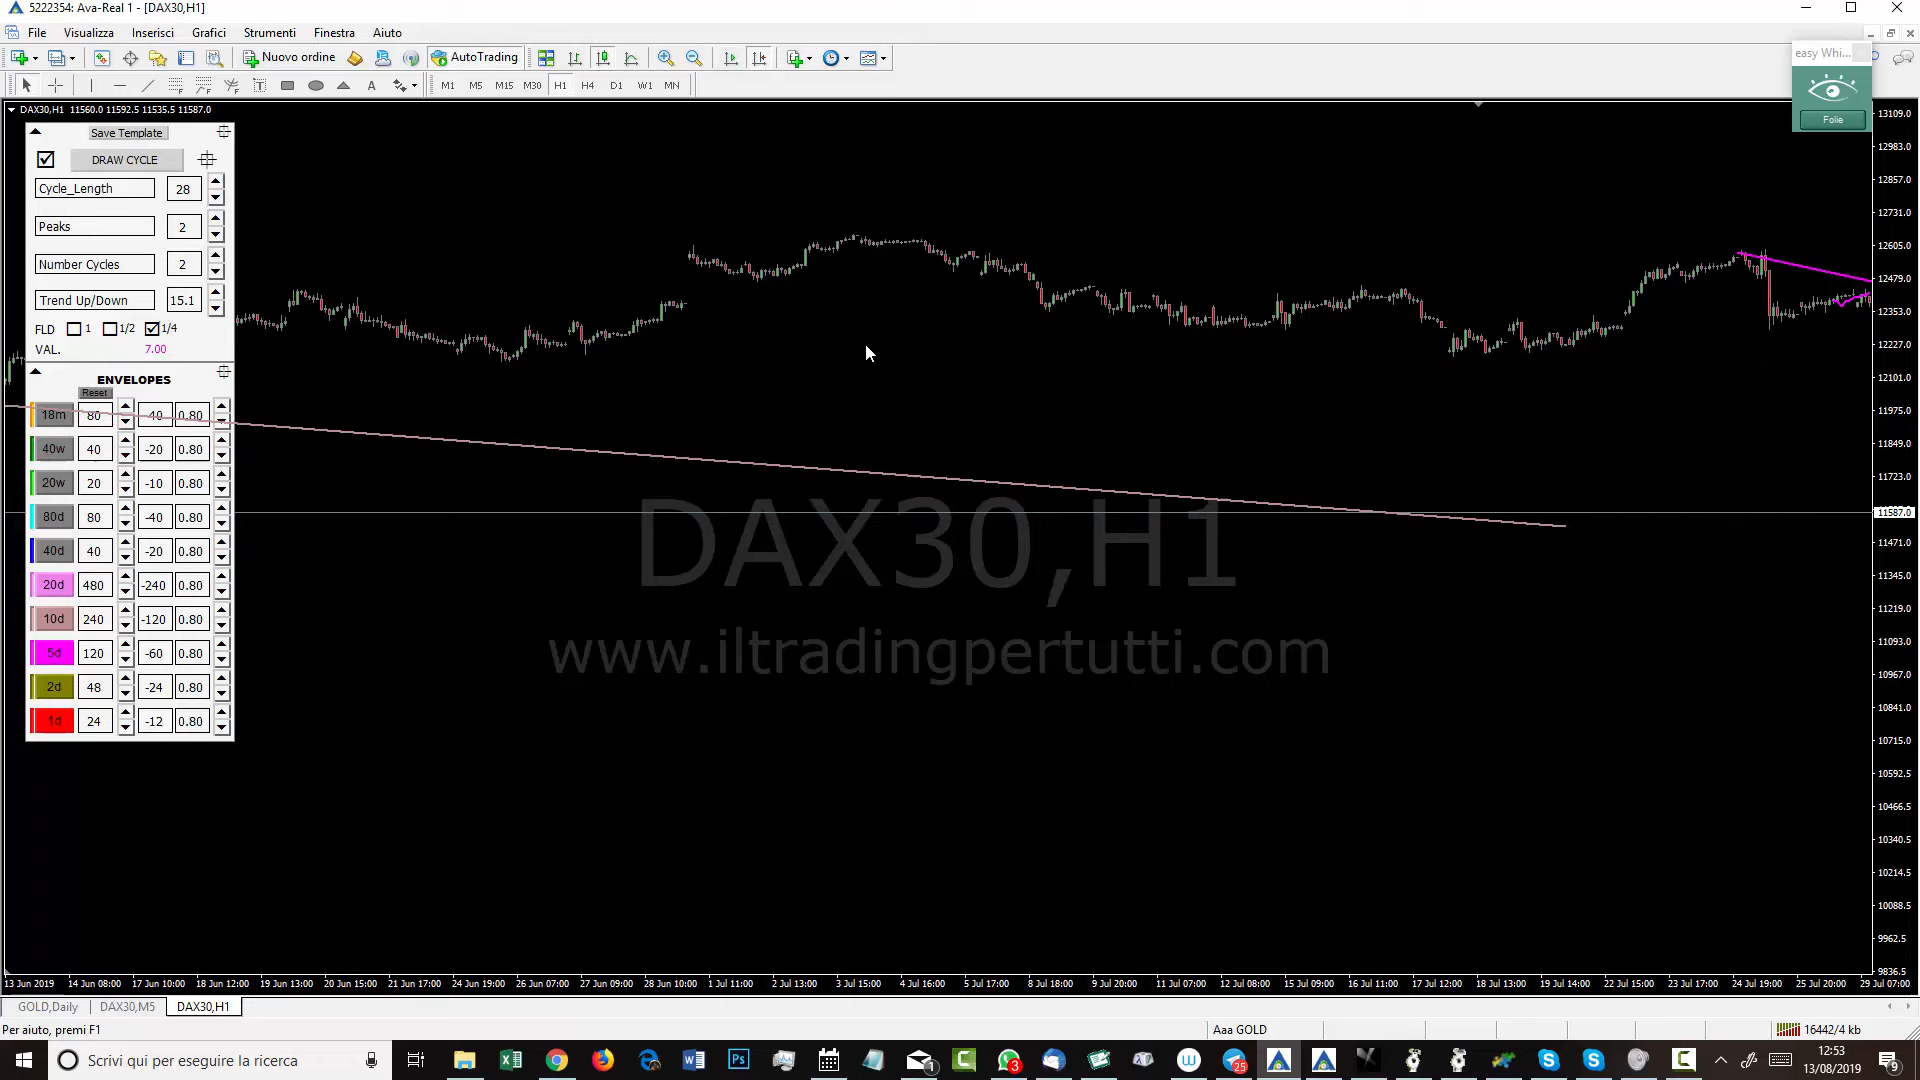 5222354: Ava-Real 1 - [DAX30,H1]
File Visualizza Inserisci Grafici Strumenti Finestra Aiuto
Nuovo ordine AutoTrading
easy Whi...
A T M1 M5 M15 M30 H1 H4 D1 W1 MN
Folie
DAX30,H1 11560.0 11592.5 11535.5 11587.0
Save Template
DRAW CYCLE
Cycle_Length 28
Peaks 2
Number Cycles 2
Trend Up/Down 15.1
FLD 1 1/2 1/4
VAL. 7.00
ENVELOPES
Reset
18m 80 -40 0.80
40w 40 -20 0.80
20w 20 -10 0.80
80d 80 -40 0.80
40d 40 -20 0.80
20d 480 -240 0.80
10d 240 -120 0.80
5d 120 -60 0.80
2d 48 -24 0.80
1d 24 -12 0.80
DAX30,H1
www.iltradingpertutti.com
13109.0
12983.0
12857.0
12731.0
12605.0
12479.0
12353.0
12227.0
12101.0
11975.0
11849.0
11723.0
11587.0
11471.0
11345.0
11219.0
11093.0
10967.0
10841.0
10715.0
10592.5
10466.5
10340.5
10214.5
10088.5
9962.5
9836.5
13 Jun 2019 14 Jun 08:00 17 Jun 10:00 18 Jun 12:00 19 Jun 13:00 20 Jun 15:00 21 Jun 17:00 24 Jun 19:00 26 Jun 07:00 27 Jun 09:00 28 Jun 10:00 1 Jul 11:00 2 Jul 13:00 3 Jul 15:00 4 Jul 16:00 5 Jul 17:00 8 Jul 18:00 9 Jul 20:00 11 Jul 07:00 12 Jul 08:00 15 Jul 09:00 16 Jul 11:00 17 Jul 12:00 18 Jul 13:00 19 Jul 14:00 22 Jul 15:00 23 Jul 17:00 24 Jul 19:00 25 Jul 20:00 29 Jul 07:00
GOLD,Daily DAX30,M5 DAX30,H1
Per aiuto, premi F1 Aaa GOLD 16442/4 kb
Scrivi qui per eseguire la ricerca
1 3 25
12:53
13/08/2019
9